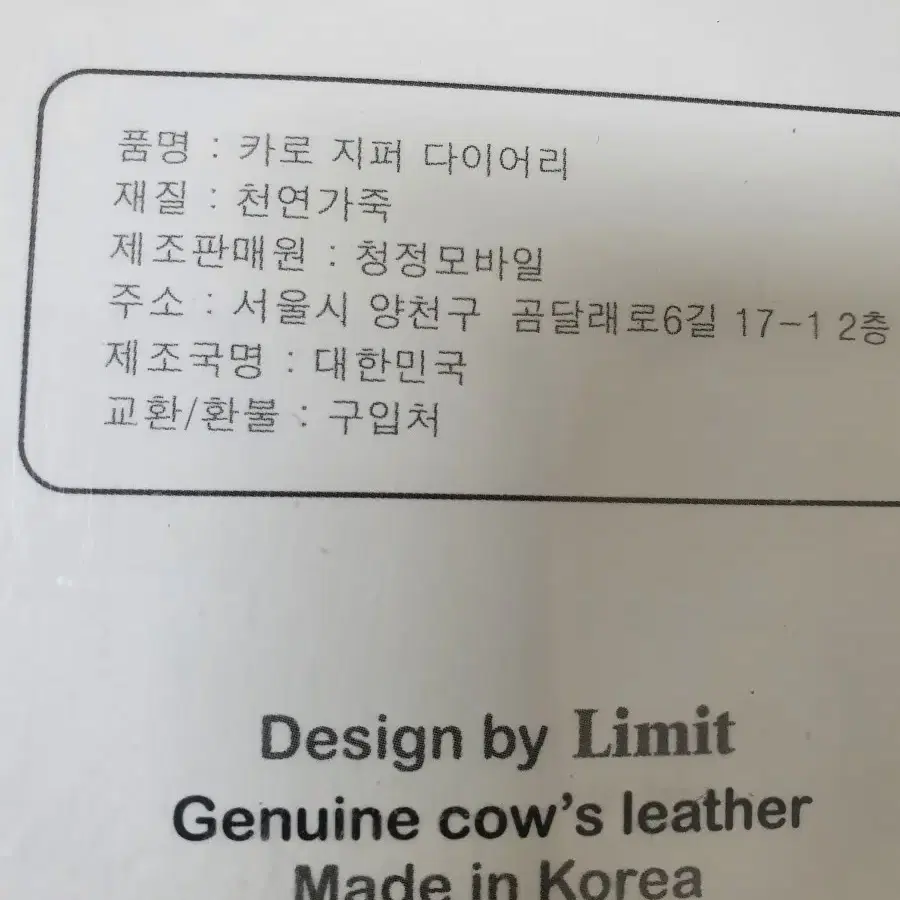 품명 : 카로 지퍼 다이어리
재질 : 천연가죽
제조판매원 : 청정모바일
주소 : 서울시 양천구 곰달래로6길 17-1 2층
제조국명 : 대한민국
교환/환불 : 구입처
Design by Limit
Genuine cow's leather
Made in Korea